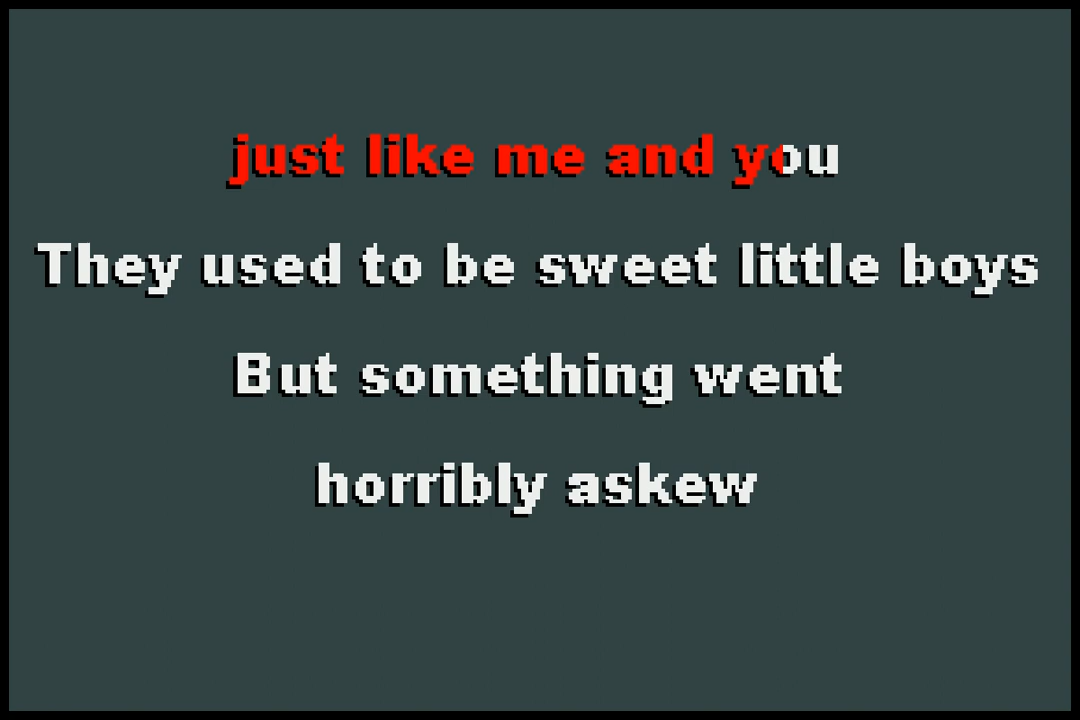 just like me and you
They used to be sweet little boys
But something went
horribly askew